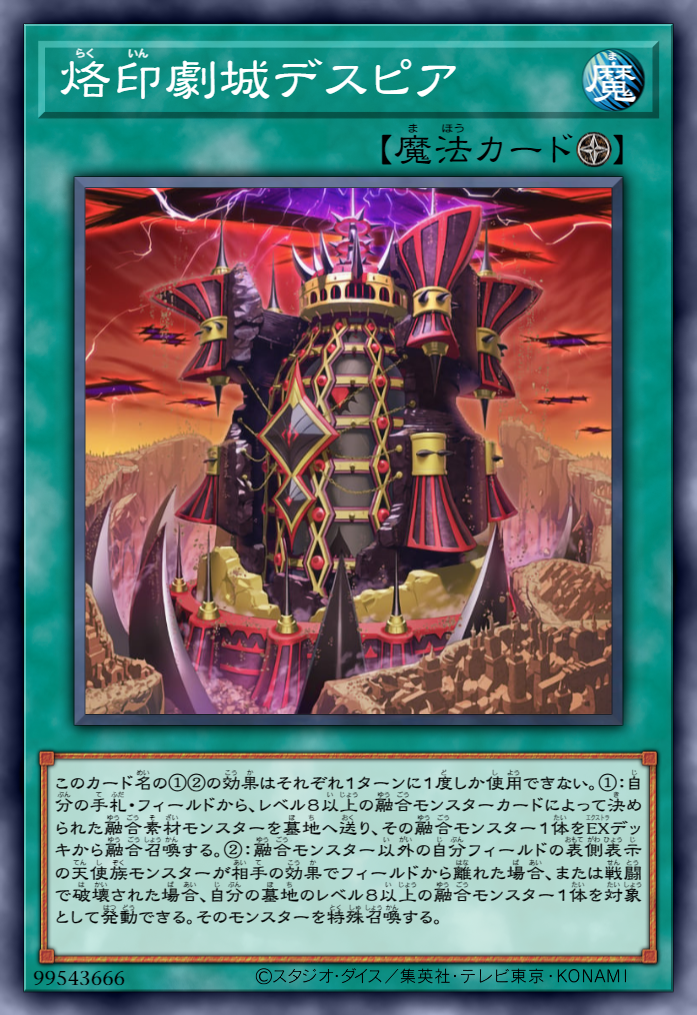 烙印劇城デスピア
魔
【魔法カード】
このカード名の①②の効果はそれぞれ1ターンに1度しか使用できない。①:自
分の手札・フィールドから、レベル8以上の融合モンスターカードによって決め
られた融合素材モンスターを墓地へ送り、その融合モンスター1体をEXデッ
キから融合召喚する。②:融合モンスター以外の自分フィールドの表側表示
の天使族モンスターが相手の効果でフィールドから離れた場合、または戦闘
で破壊された場合、自分の墓地のレベル8以上の融合モンスター1体を対象
として発動できる。そのモンスターを特殊召喚する。
99543666
©スタジオ・ダイス/集英社・テレビ東京・KONAMI